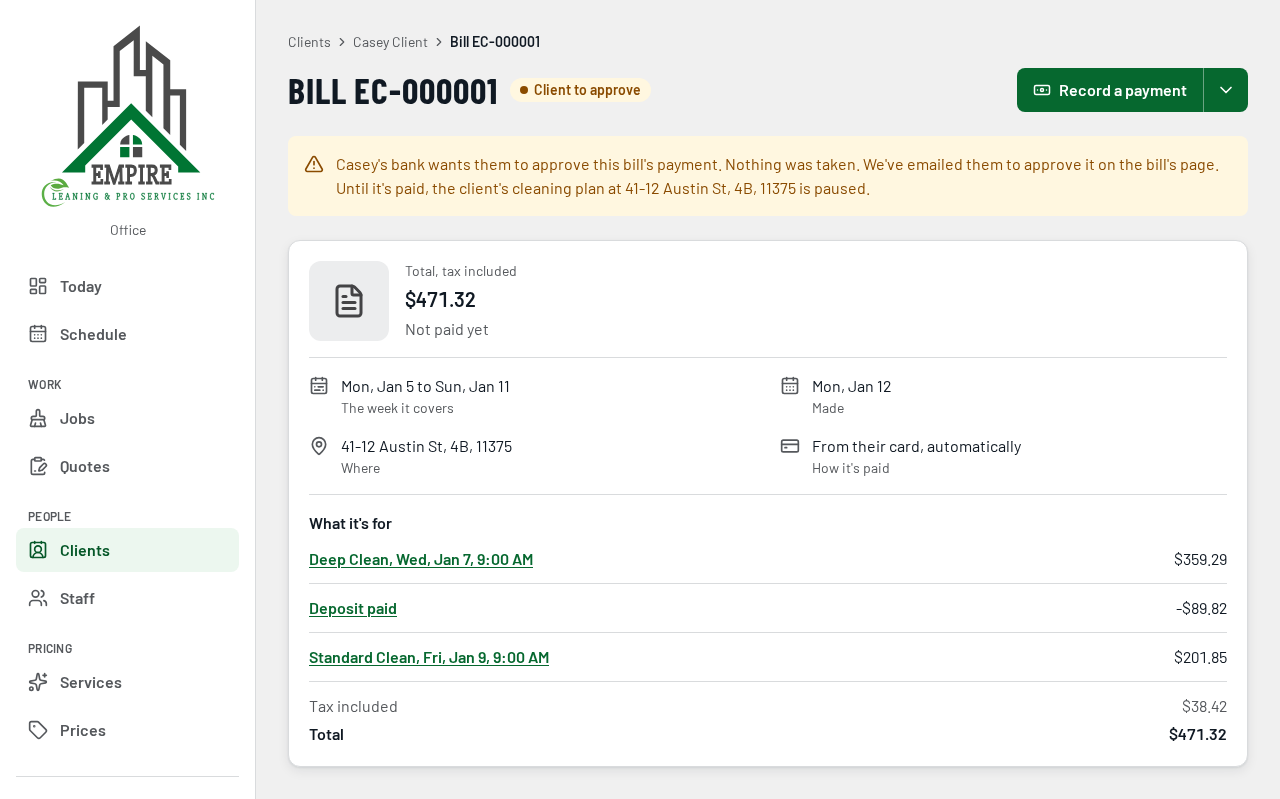 EMPIRE
LEANING & PRO SERVICES INC
Office
Today
Schedule
WORK
Jobs
Quotes
PEOPLE
Clients
Staff
PRICING
Services
Prices
Clients > Casey Client > Bill EC-000001
BILL EC-000001
Client to approve
Record a payment
Casey's bank wants them to approve this bill's payment. Nothing was taken. We've emailed them to approve it on the bill's page.
Until it's paid, the client's cleaning plan at 41-12 Austin St, 4B, 11375 is paused.
Total, tax included
$471.32
Not paid yet
Mon, Jan 5 to Sun, Jan 11
The week it covers
Mon, Jan 12
Made
41-12 Austin St, 4B, 11375
Where
From their card, automatically
How it's paid
What it's for
Deep Clean, Wed, Jan 7, 9:00 AM $359.29
Deposit paid -$89.82
Standard Clean, Fri, Jan 9, 9:00 AM $201.85
Tax included $38.42
Total $471.32